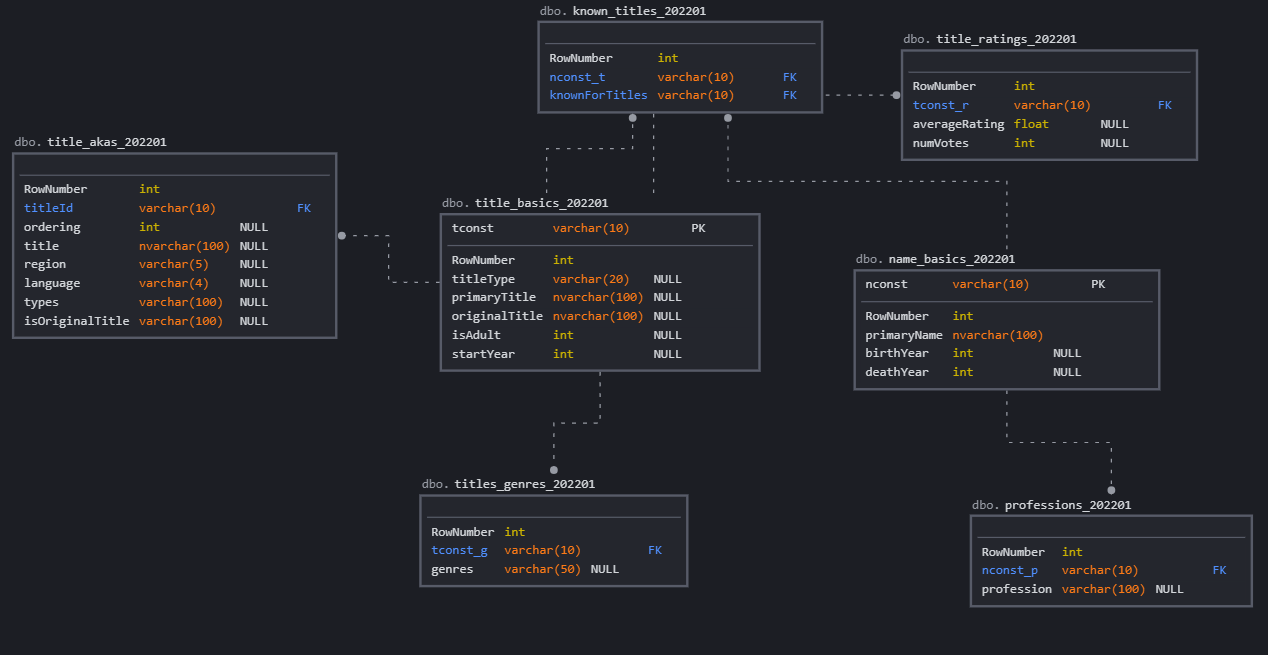 dbo. known_titles_202201
RowNumber int
nconst_t varchar(10) FK
knownForTitles varchar(10) FK
dbo. title_ratings_202201
RowNumber int
tconst_r varchar(10) FK
averageRating float NULL
numVotes int NULL
dbo. title_akas_202201
RowNumber int
titleId varchar(10) FK
ordering int NULL
title nvarchar(100) NULL
region varchar(5) NULL
language varchar(4) NULL
types varchar(100) NULL
isOriginalTitle varchar(100) NULL
dbo. title_basics_202201
tconst varchar(10) PK
RowNumber int
titleType varchar(20) NULL
primaryTitle nvarchar(100) NULL
originalTitle nvarchar(100) NULL
isAdult int NULL
startYear int NULL
dbo. name_basics_202201
nconst varchar(10) PK
RowNumber int
primaryName nvarchar(100)
birthYear int NULL
deathYear int NULL
dbo. titles_genres_202201
RowNumber int
tconst_g varchar(10) FK
genres varchar(50) NULL
dbo. professions_202201
RowNumber int
nconst_p varchar(10) FK
profession varchar(100) NULL